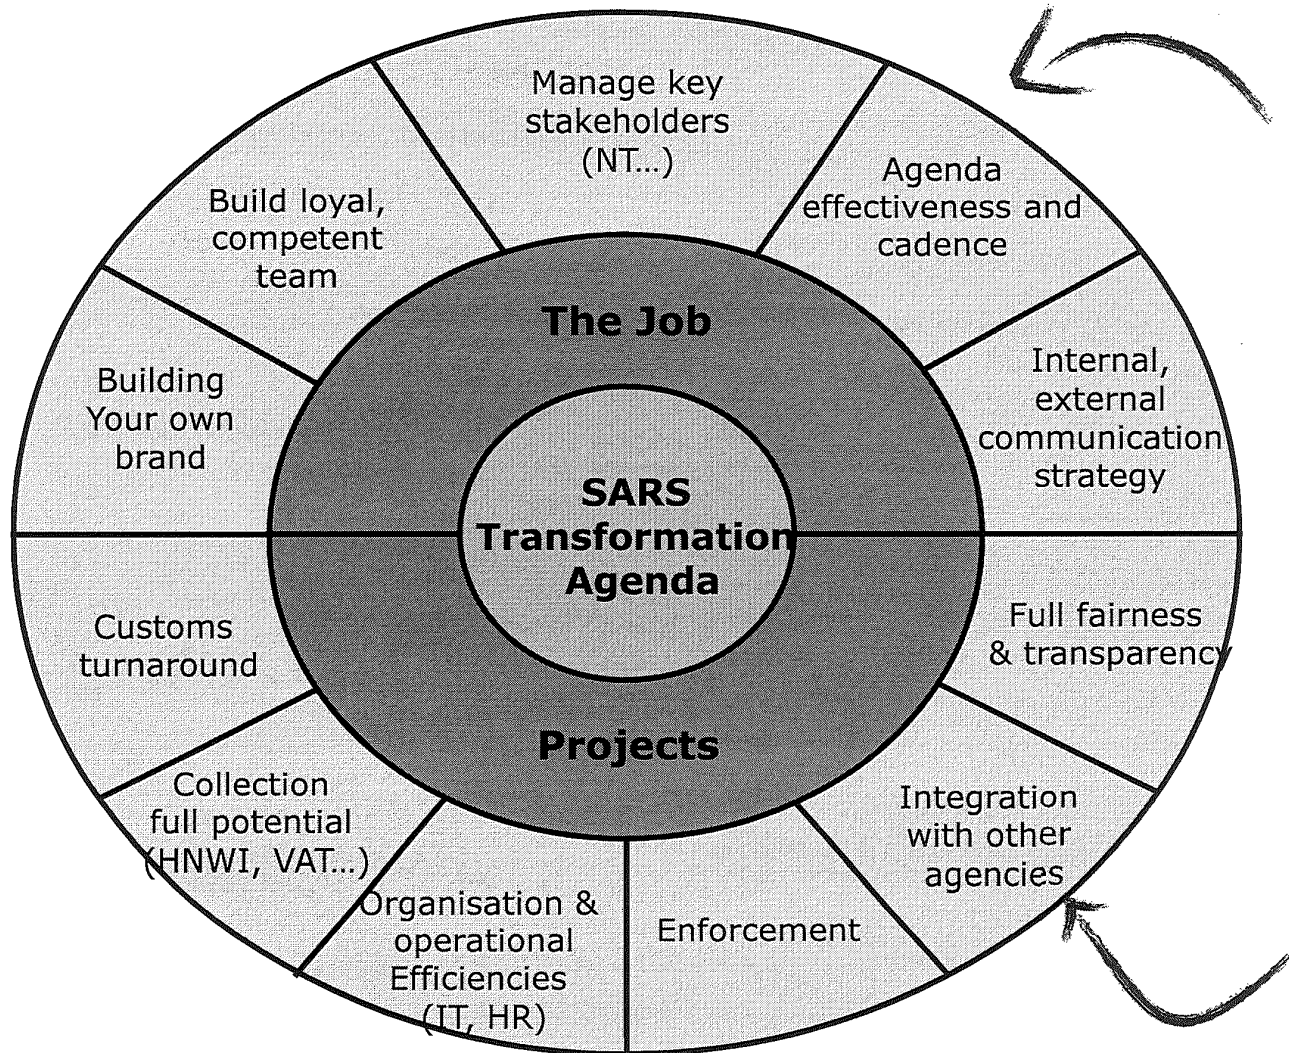 Manage key
stakeholders
(NT...)
Agenda
effectiveness and
cadence
Build loyal,
competent
team
Internal,
external
communication
strategy
Building
Your own
brand
The Job
SARS
Transformation
Agenda
Projects
Full fairness
& transparency
Customs
turnaround
Integration
with other
agencies
Collection
full potential
(HNWI, VAT...)
Enforcement
Organisation &
operational
Efficiencies
(IT, HR)